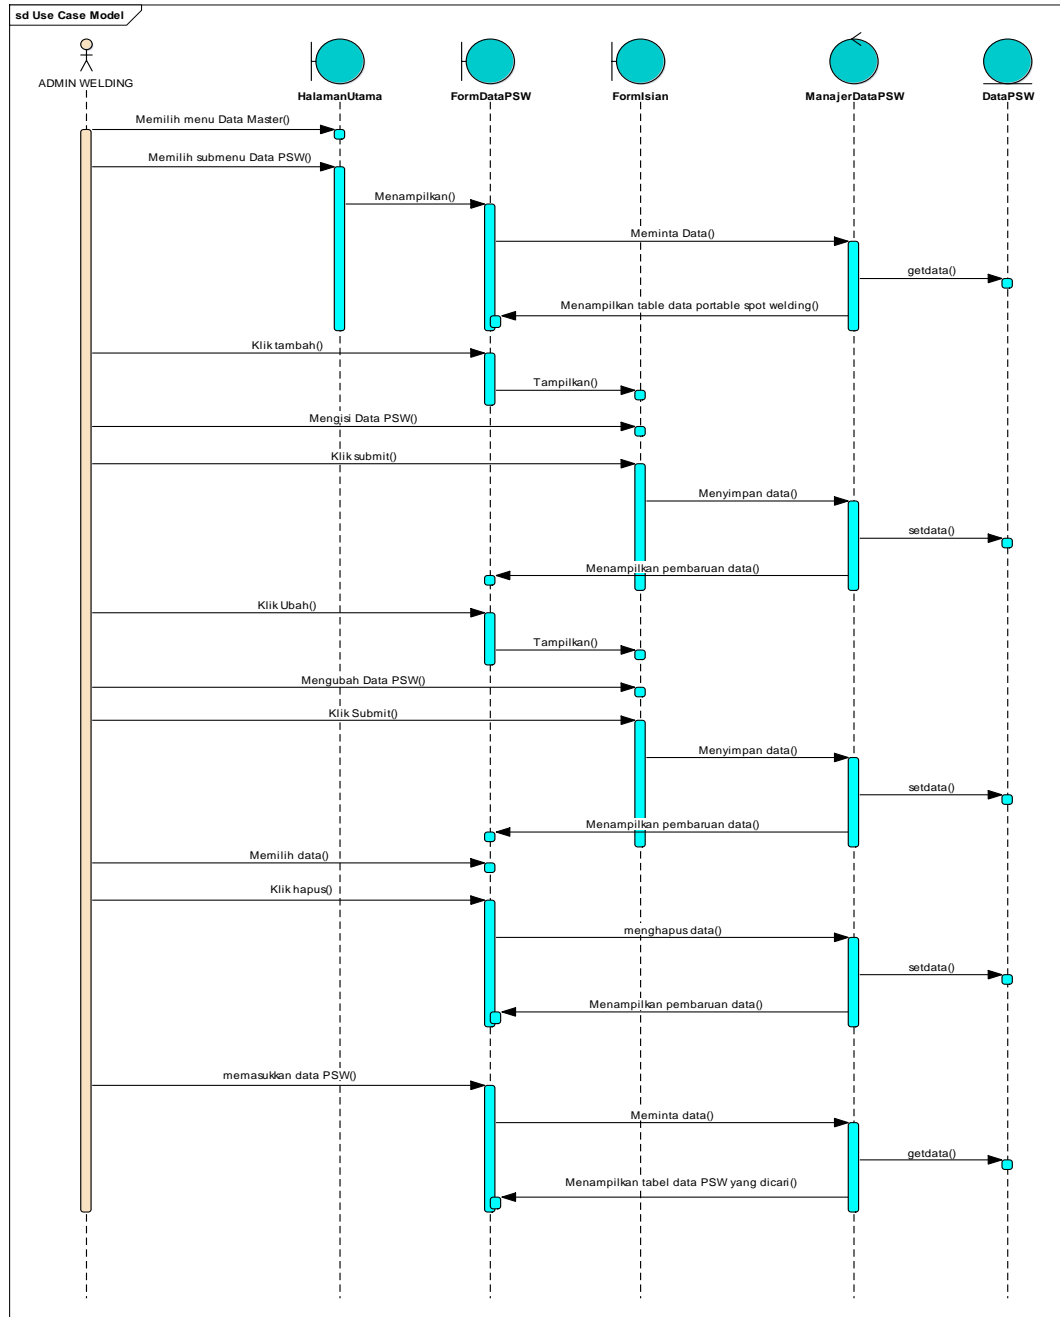 sd Use Case Model
ADMIN WELDING
HalamanUtama
FormDataPSW
FormIsian
ManajerDataPSW
DataPSW
Memilih menu Data Master()
Memilih submenu Data PSW()
Menampilkan()
Meminta Data()
getdata()
Menampilkan table data portable spot welding()
Klik tambah()
Tampilkan()
Mengisi Data PSW()
Klik submit()
Menyimpan data()
setdata()
Menampilkan pembaruan data()
Klik Ubah()
Tampilkan()
Mengubah Data PSW()
Klik Submit()
Menyimpan data()
setdata()
Menampilkan pembaruan data()
Memilih data()
Klik hapus()
menghapus data()
setdata()
Menampilkan pembaruan data()
memasukkan data PSW()
Meminta data()
getdata()
Menampilkan tabel data PSW yang dicari()